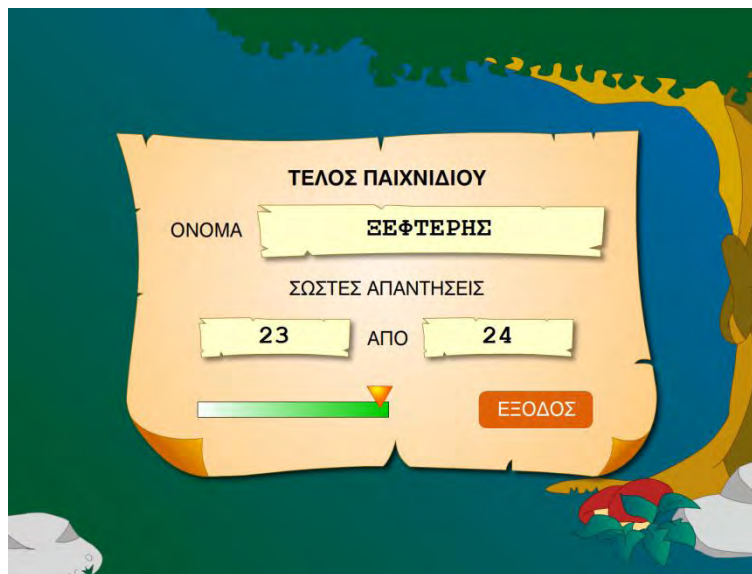 ΤΕΛΟΣ ΠΑΙΧΝΙΔΙΟΥ
ΟΝΟΜΑ ΞΕΦΤΕΡΗΣ
ΣΩΣΤΕΣ ΑΠΑΝΤΗΣΕΙΣ
23 ΑΠΟ 24
ΕΞΟΔΟΣ